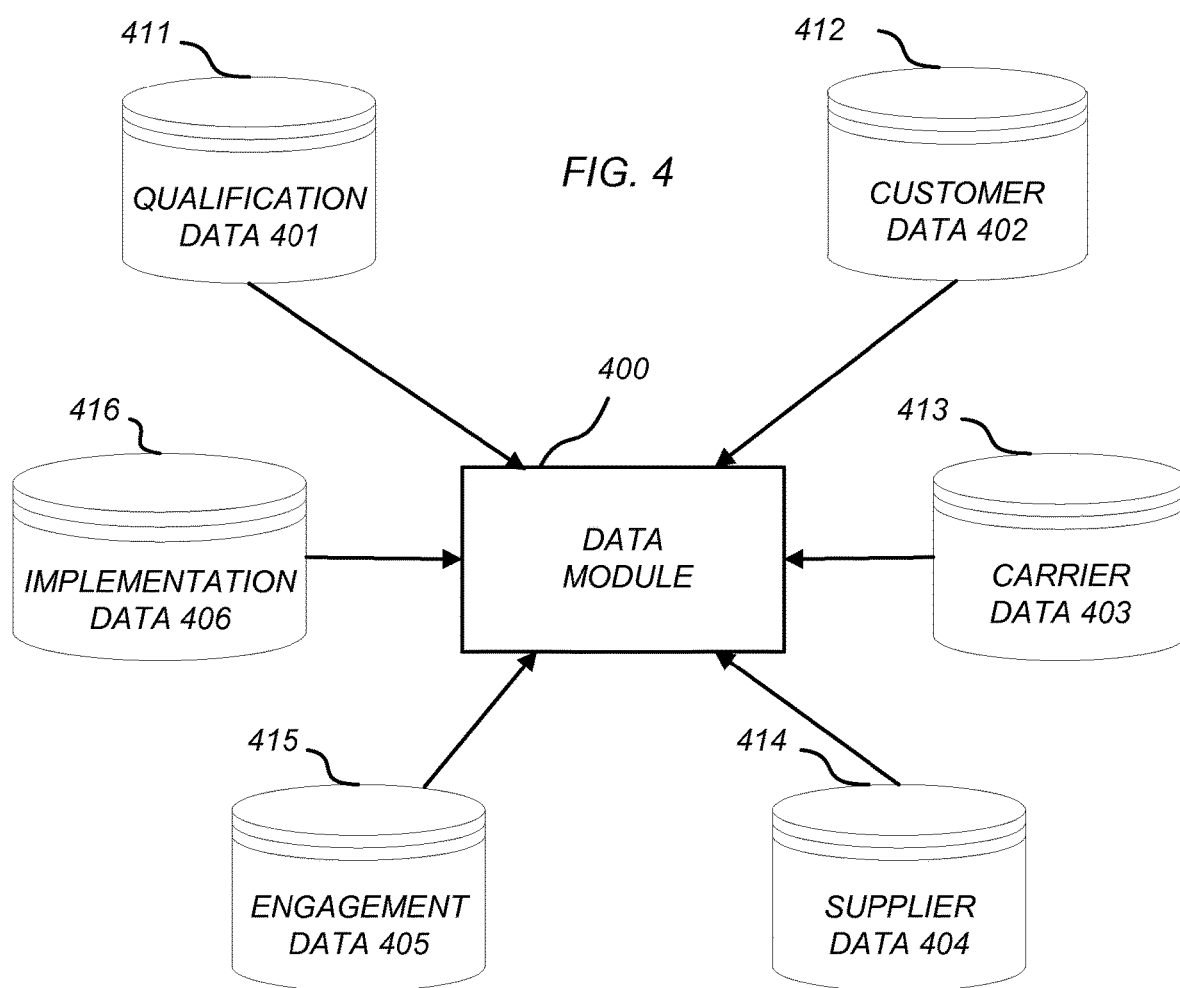 411
412
QUALIFICATION
DATA 401
FIG. 4
CUSTOMER
DATA 402
400
416
413
DATA
MODULE
IMPLEMENTATION
DATA 406
CARRIER
DATA 403
415
414
ENGAGEMENT
DATA 405
SUPPLIER
DATA 404